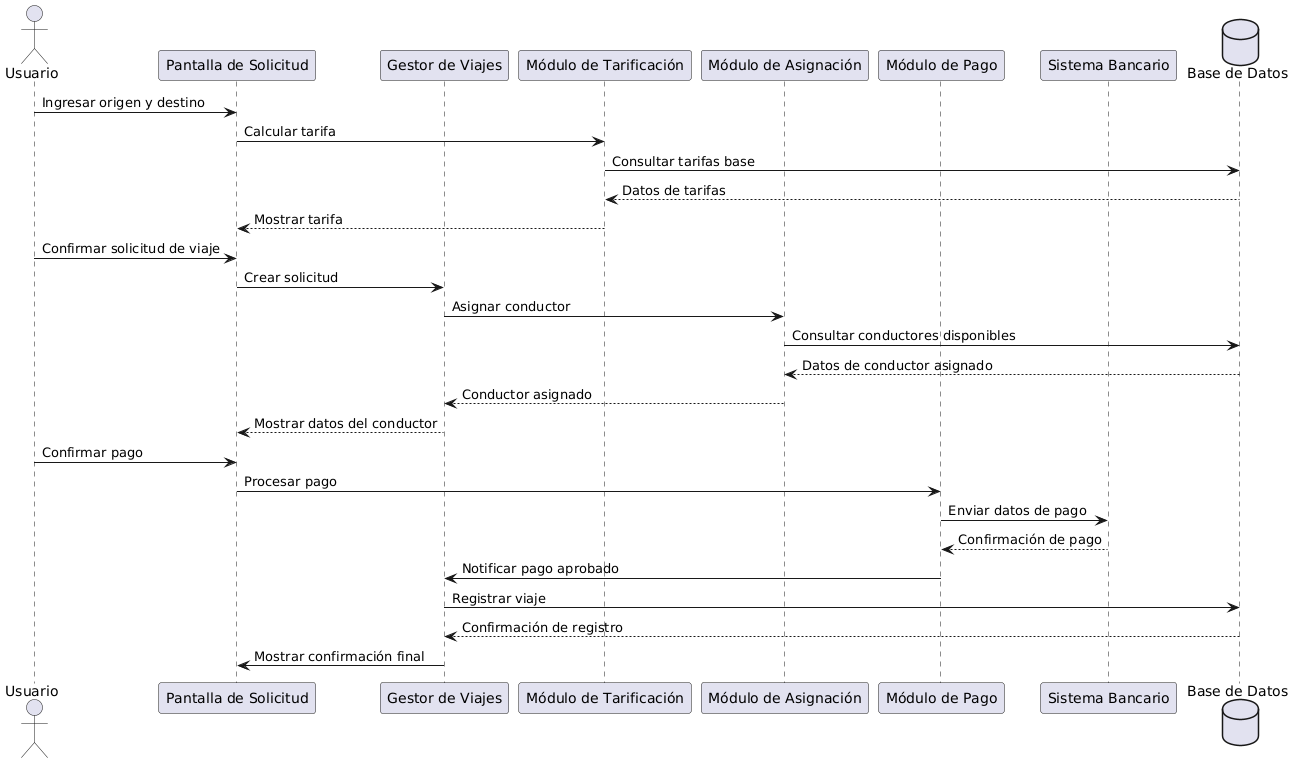 Usuario
Pantalla de Solicitud
Gestor de Viajes
Módulo de Tarificación
Módulo de Asignación
Módulo de Pago
Sistema Bancario
Base de Datos
Ingresar origen y destino
Calcular tarifa
Consultar tarifas base
Datos de tarifas
Mostrar tarifa
Confirmar solicitud de viaje
Crear solicitud
Asignar conductor
Consultar conductores disponibles
Datos de conductor asignado
Conductor asignado
Mostrar datos del conductor
Confirmar pago
Procesar pago
Enviar datos de pago
Confirmación de pago
Notificar pago aprobado
Registrar viaje
Confirmación de registro
Mostrar confirmación final
Usuario
Pantalla de Solicitud
Gestor de Viajes
Módulo de Tarificación
Módulo de Asignación
Módulo de Pago
Sistema Bancario
Base de Datos